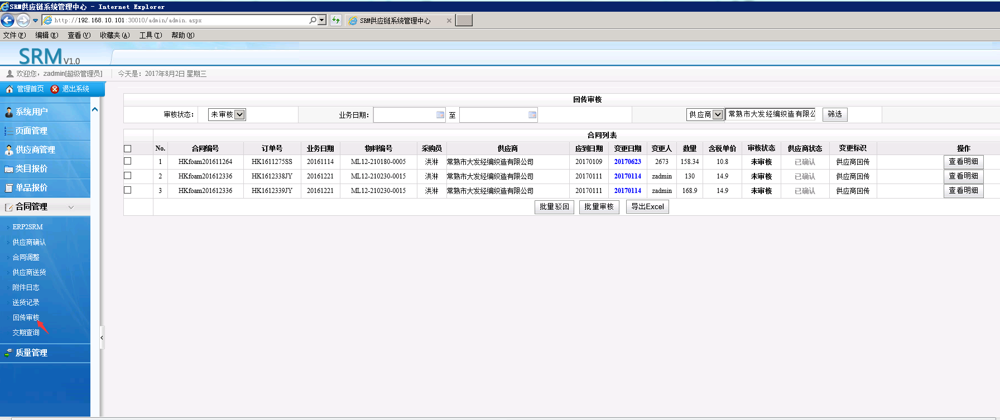 SRM供应链系统管理中心 - Internet Explorer
http://192.168.10.101:30010/admin/admin.aspx
SRM供应链系统管理中心
文件(F) 编辑(E) 查看(V) 收藏夹(A) 工具(T) 帮助(H)
SRM V1.0
欢迎您，zadmin[超级管理员] 今天是：2017年8月2日 星期三
管理首页 退出系统
系统用户
页面管理
供应商管理
类目报价
单品报价
合同管理
ERP2SRM
供应商确认
合同调整
供应商送货
附件日志
送货记录
回传审核
交期查询
质量管理
回传审核
审核状态： 未审核 业务日期： 至 供应商 常熟市大发经编织造有限公 筛选
合同列表
No. 合同编号 订单号 业务日期 物料编号 采购员 供应商 应到日期 变更日期 变更人 数量 含税单价 审核状态 供应商状态 变更标识 操作
1 HKfoam201611264 HK1611275SS 20161114 ML12-210180-0005 洪淋 常熟市大发经编织造有限公司 20170109 20170623 2673 158.34 10.8 未审核 已确认 供应商回传 查看明细
2 HKfoam201612336 HK1612338JY 20161221 ML12-210230-0015 洪淋 常熟市大发经编织造有限公司 20170111 20170114 zadmin 130 14.9 未审核 已确认 供应商回传 查看明细
3 HKfoam201612336 HK1612339JY 20161221 ML12-210230-0015 洪淋 常熟市大发经编织造有限公司 20170111 20170114 zadmin 168.9 14.9 未审核 已确认 供应商回传 查看明细
批量驳回 批量审核 导出Excel